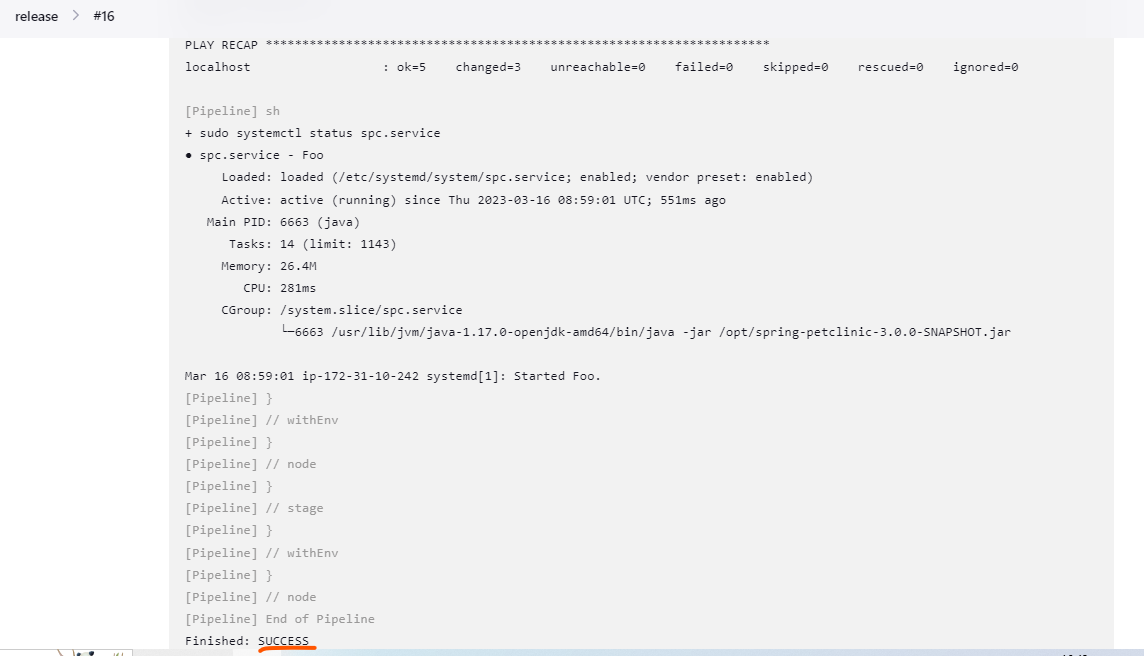 release > #16
PLAY RECAP *********************************************************************
localhost : ok=5 changed=3 unreachable=0 failed=0 skipped=0 rescued=0 ignored=0
[Pipeline] sh
+ sudo systemctl status spc.service
● spc.service - Foo
Loaded: loaded (/etc/systemd/system/spc.service; enabled; vendor preset: enabled)
Active: active (running) since Thu 2023-03-16 08:59:01 UTC; 551ms ago
Main PID: 6663 (java)
Tasks: 14 (limit: 1143)
Memory: 26.4M
CPU: 281ms
CGroup: /system.slice/spc.service
└─6663 /usr/lib/jvm/java-1.17.0-openjdk-amd64/bin/java -jar /opt/spring-petclinic-3.0.0-SNAPSHOT.jar
Mar 16 08:59:01 ip-172-31-10-242 systemd[1]: Started Foo.
[Pipeline] }
[Pipeline] // withEnv
[Pipeline] }
[Pipeline] // node
[Pipeline] }
[Pipeline] // stage
[Pipeline] }
[Pipeline] // withEnv
[Pipeline] }
[Pipeline] // node
[Pipeline] End of Pipeline
Finished: SUCCESS